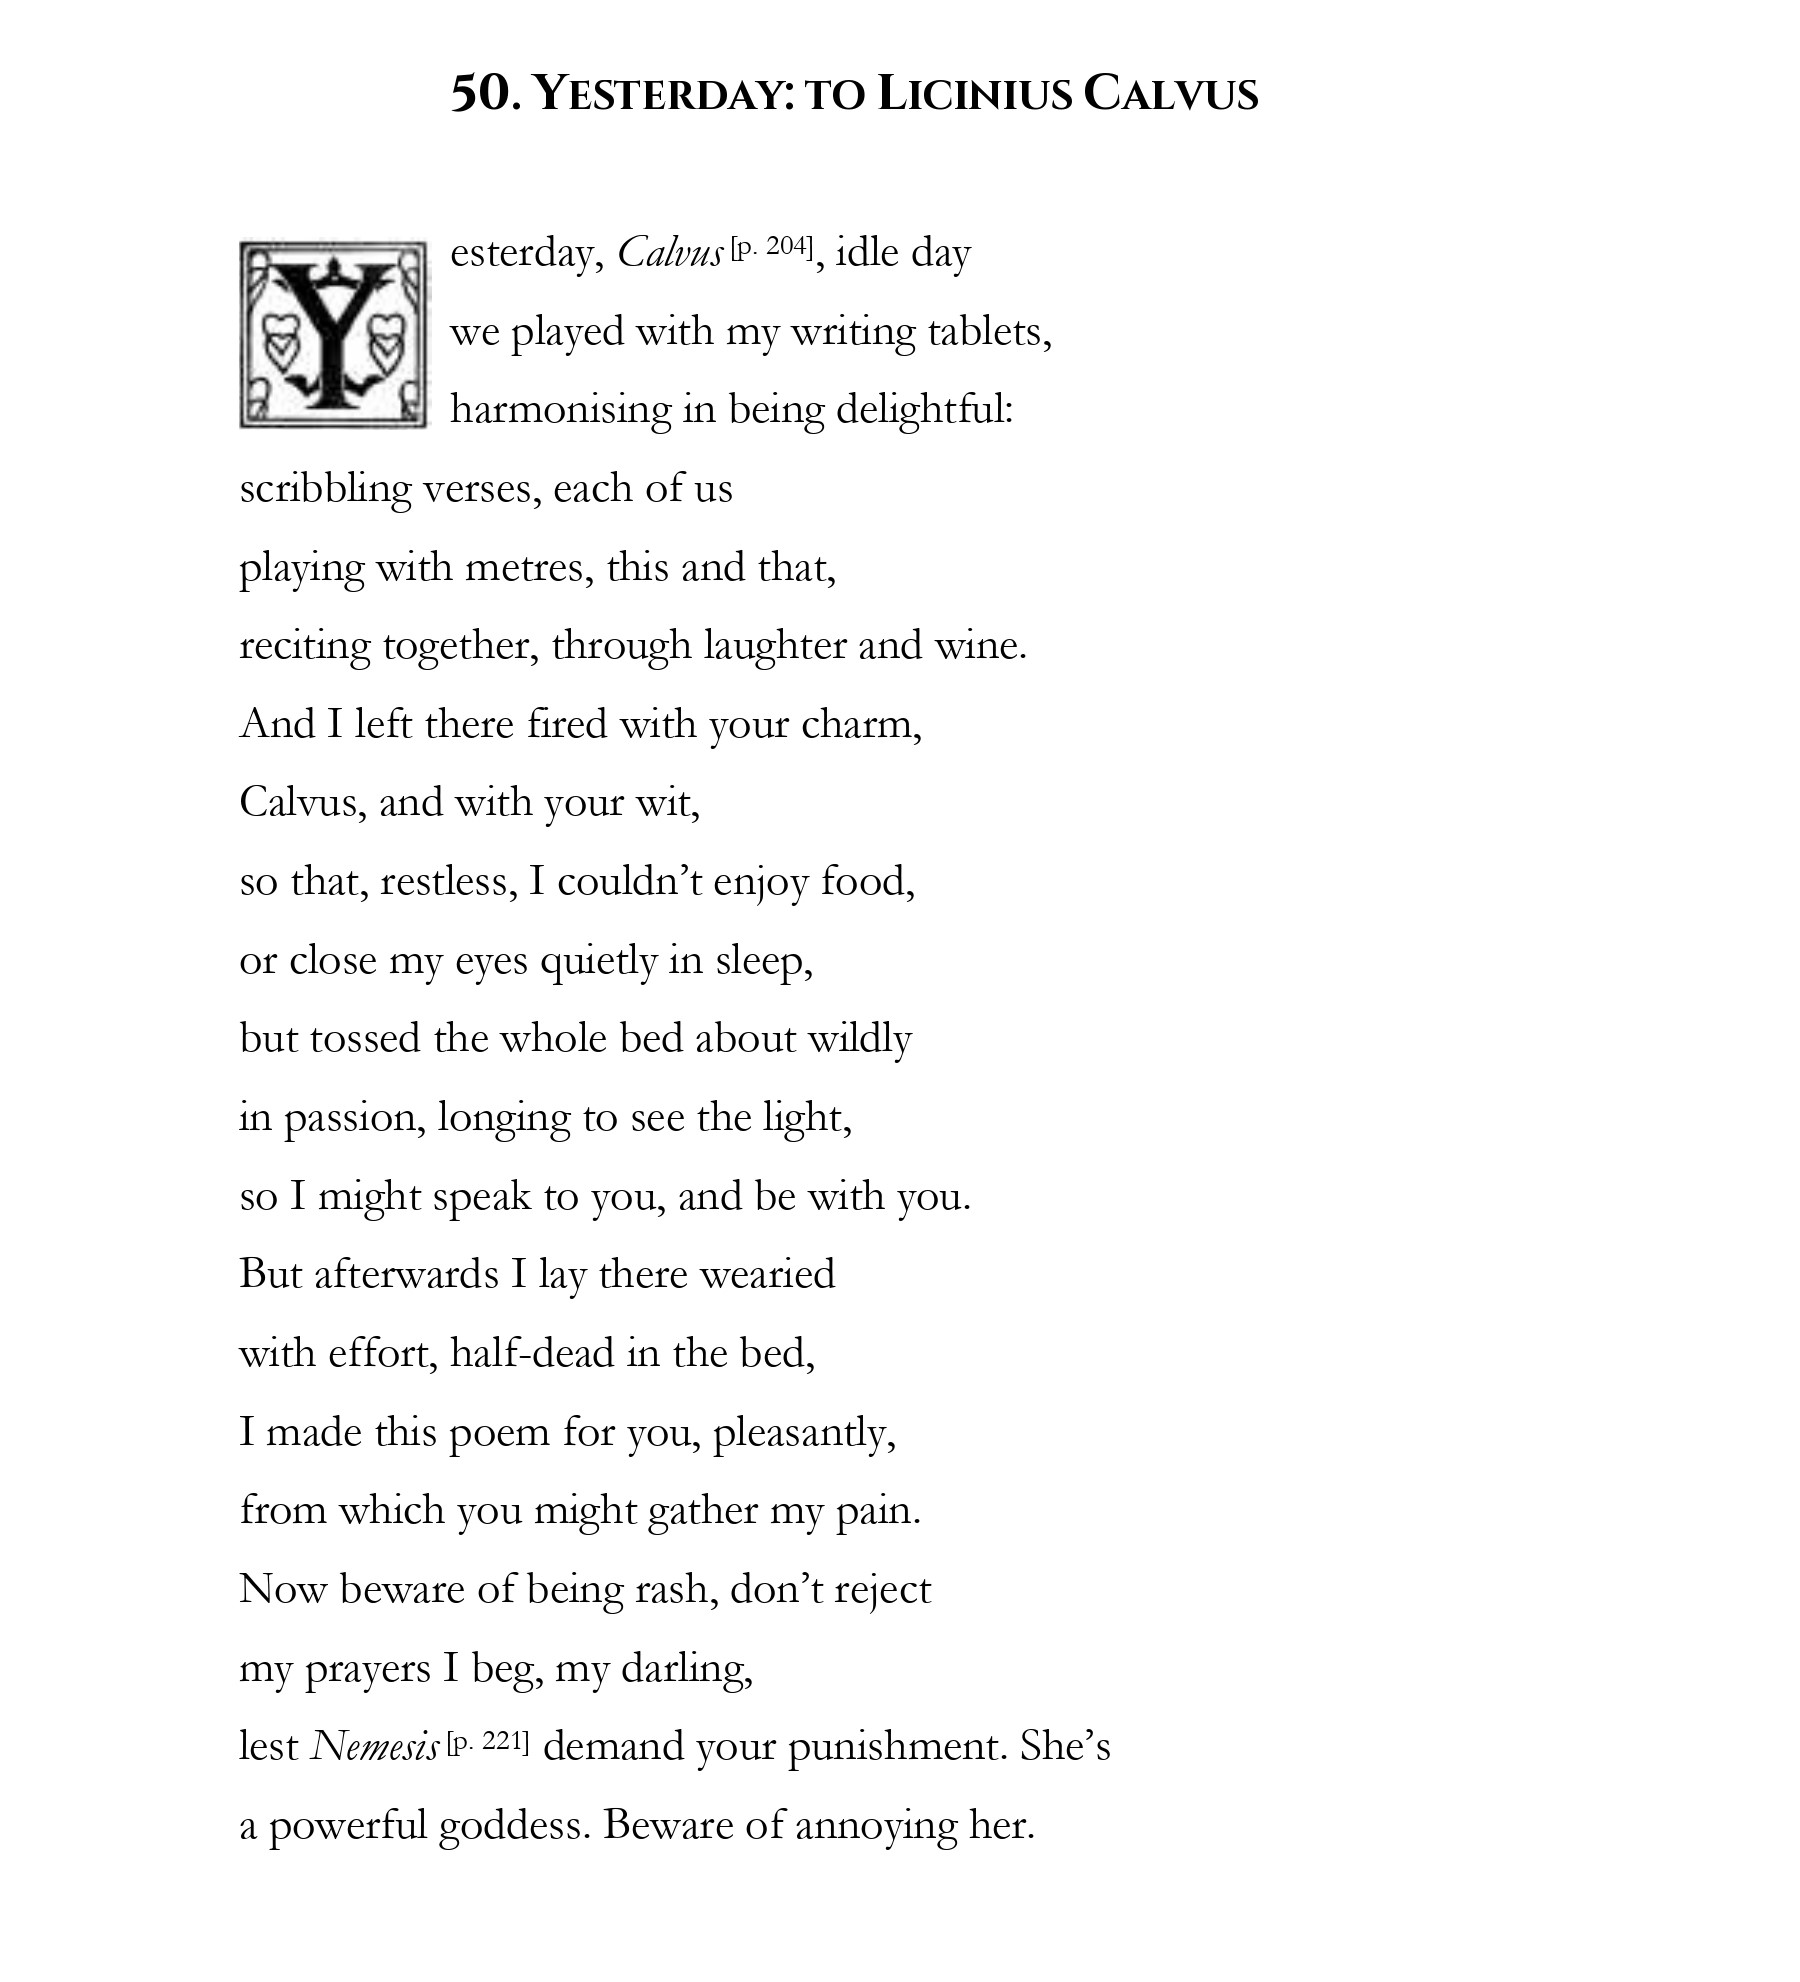 50. Yesterday: to Licinius Calvus
Yesterday, Calvus [p. 204], idle day
we played with my writing tablets,
harmonising in being delightful:
scribbling verses, each of us
playing with metres, this and that,
reciting together, through laughter and wine.
And I left there fired with your charm,
Calvus, and with your wit,
so that, restless, I couldn’t enjoy food,
or close my eyes quietly in sleep,
but tossed the whole bed about wildly
in passion, longing to see the light,
so I might speak to you, and be with you.
But afterwards I lay there wearied
with effort, half-dead in the bed,
I made this poem for you, pleasantly,
from which you might gather my pain.
Now beware of being rash, don’t reject
my prayers I beg, my darling,
lest Nemesis [p. 221] demand your punishment. She’s
a powerful goddess. Beware of annoying her.